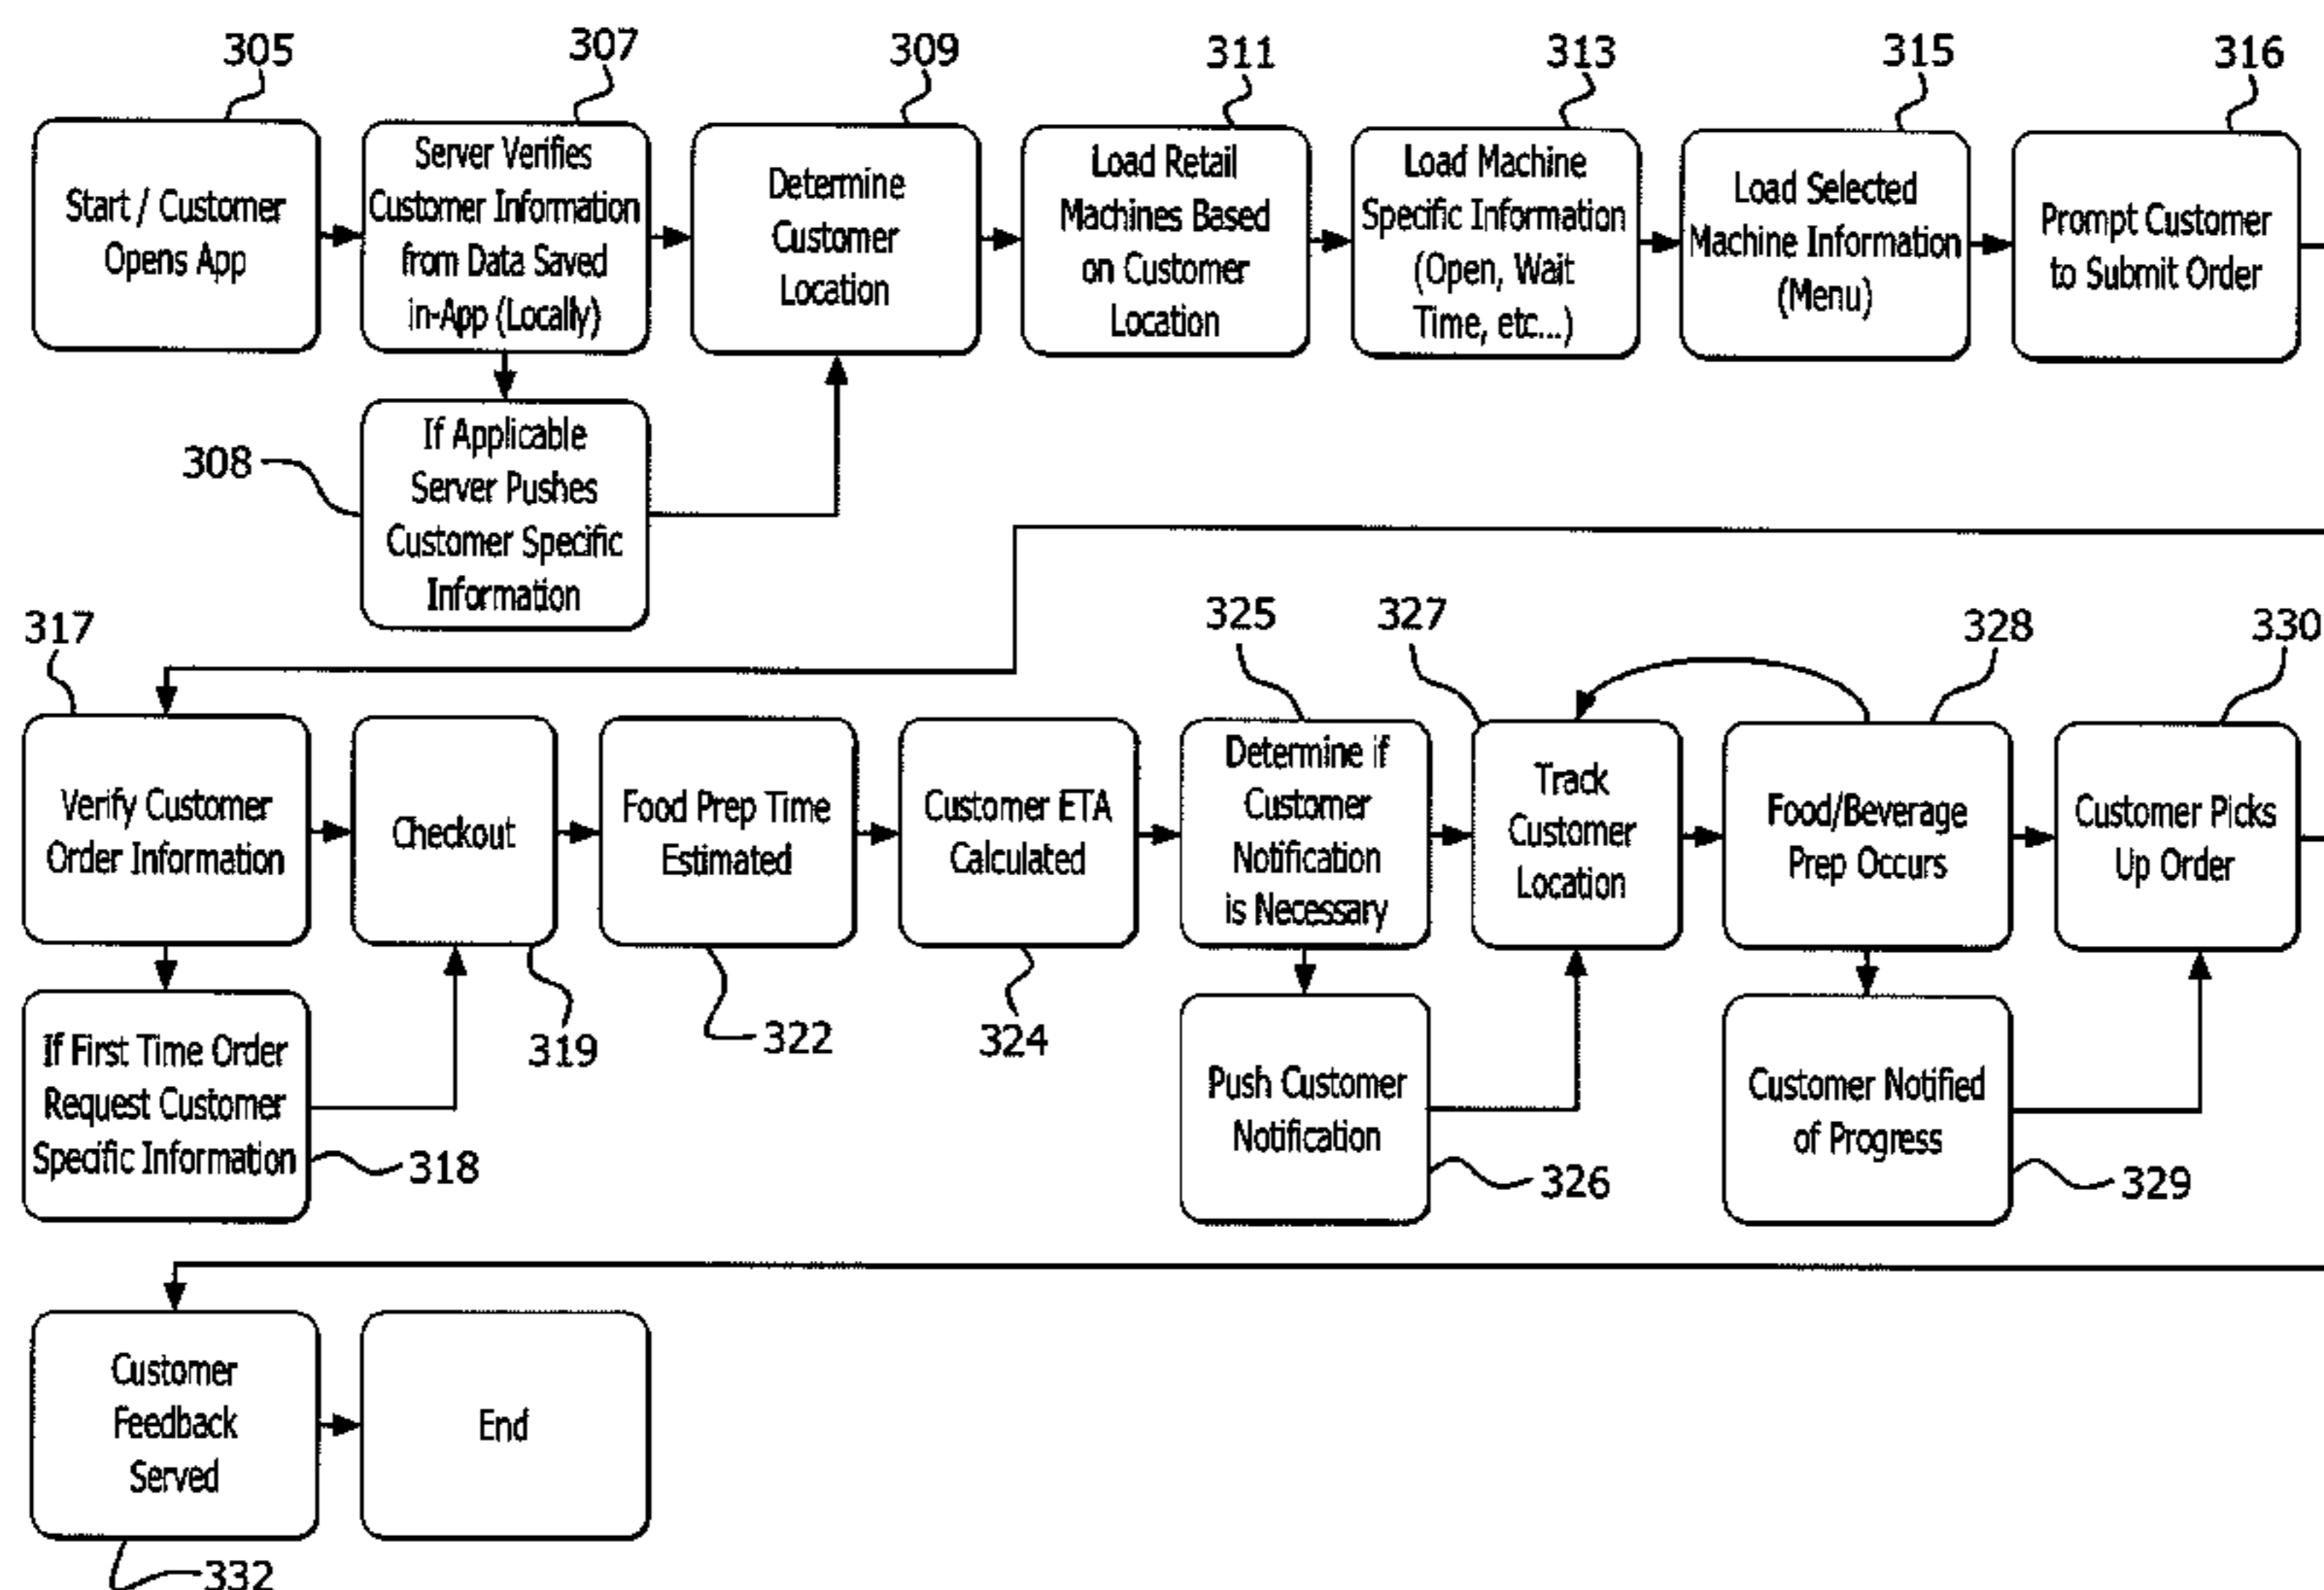 305
307
309
311
313
315
316
Start / Customer
Opens App
Server Verifies
Customer Information
from Data Saved
in-App (Locally)
Determine
Customer
Location
Load Retail
Machines Based
on Customer
Location
Load Machine
Specific Information
(Open, Wait
Time, etc...)
Load Selected
Machine Information
(Menu)
Prompt Customer
to Submit Order
308
If Applicable
Server Pushes
Customer Specific
Information
317
325
327
328
330
Verify Customer
Order Information
Checkout
Food Prep Time
Estimated
Customer ETA
Calculated
Determine if
Customer
Notification
is Necessary
Track
Customer
Location
Food/Beverage
Prep Occurs
Customer Picks
Up Order
319
322
324
If First Time Order
Request Customer
Specific Information
318
Push Customer
Notification
326
Customer Notified
of Progress
329
Customer
Feedback
Served
End
332